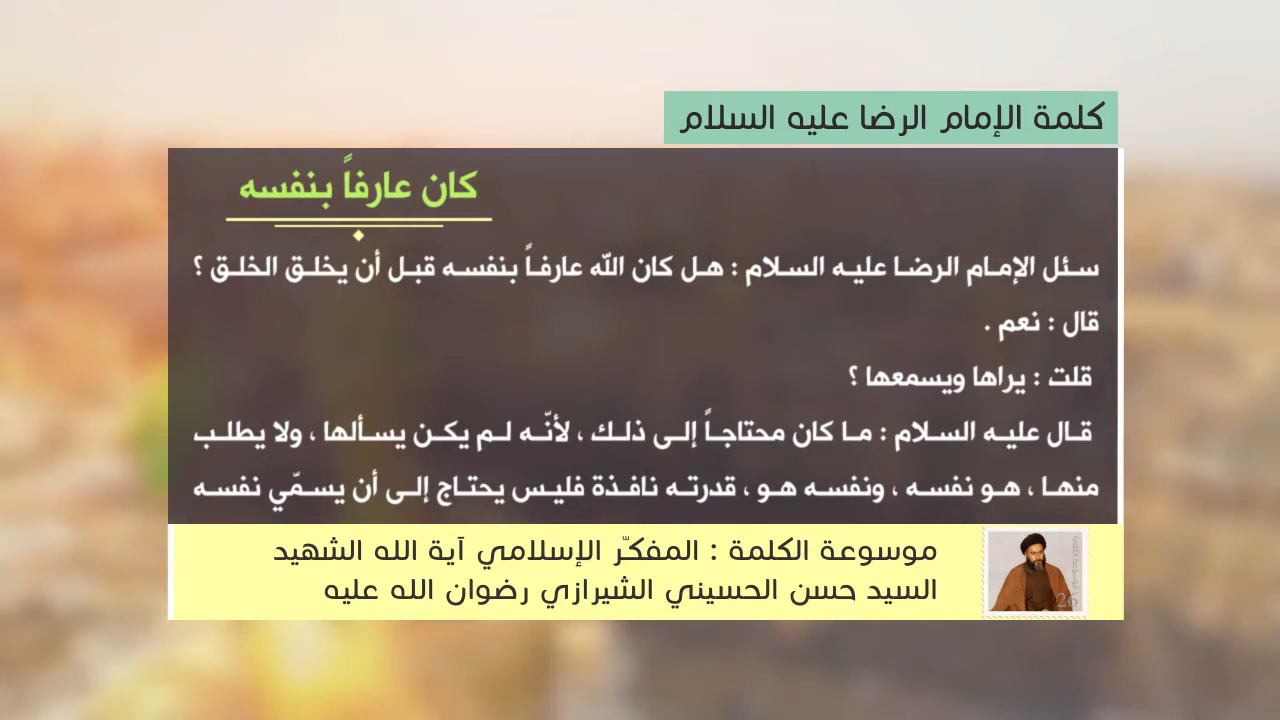 كلمة الإمام الرضا عليه السلام
كان عارفاً بنفسه
سئل الإمام الرضا عليه السلام : هل كان الله عارفاً بنفسه قبل أن يخلق الخلق ؟
قال : نعم .
قلت : يراها ويسمعها ؟
قال عليه السلام : ما كان محتاجاً إلى ذلك ، لأنّه لم يكن يسألها ، ولا يطلب
منها ، هو نفسه ، ونفسه هو ، قدرته نافذة فليس يحتاج إلى أن يسمّي نفسه
موسوعة الكلمة : المفكّر الإسلامي آية الله الشهيد
السيد حسن الحسيني الشيرازي رضوان الله عليه